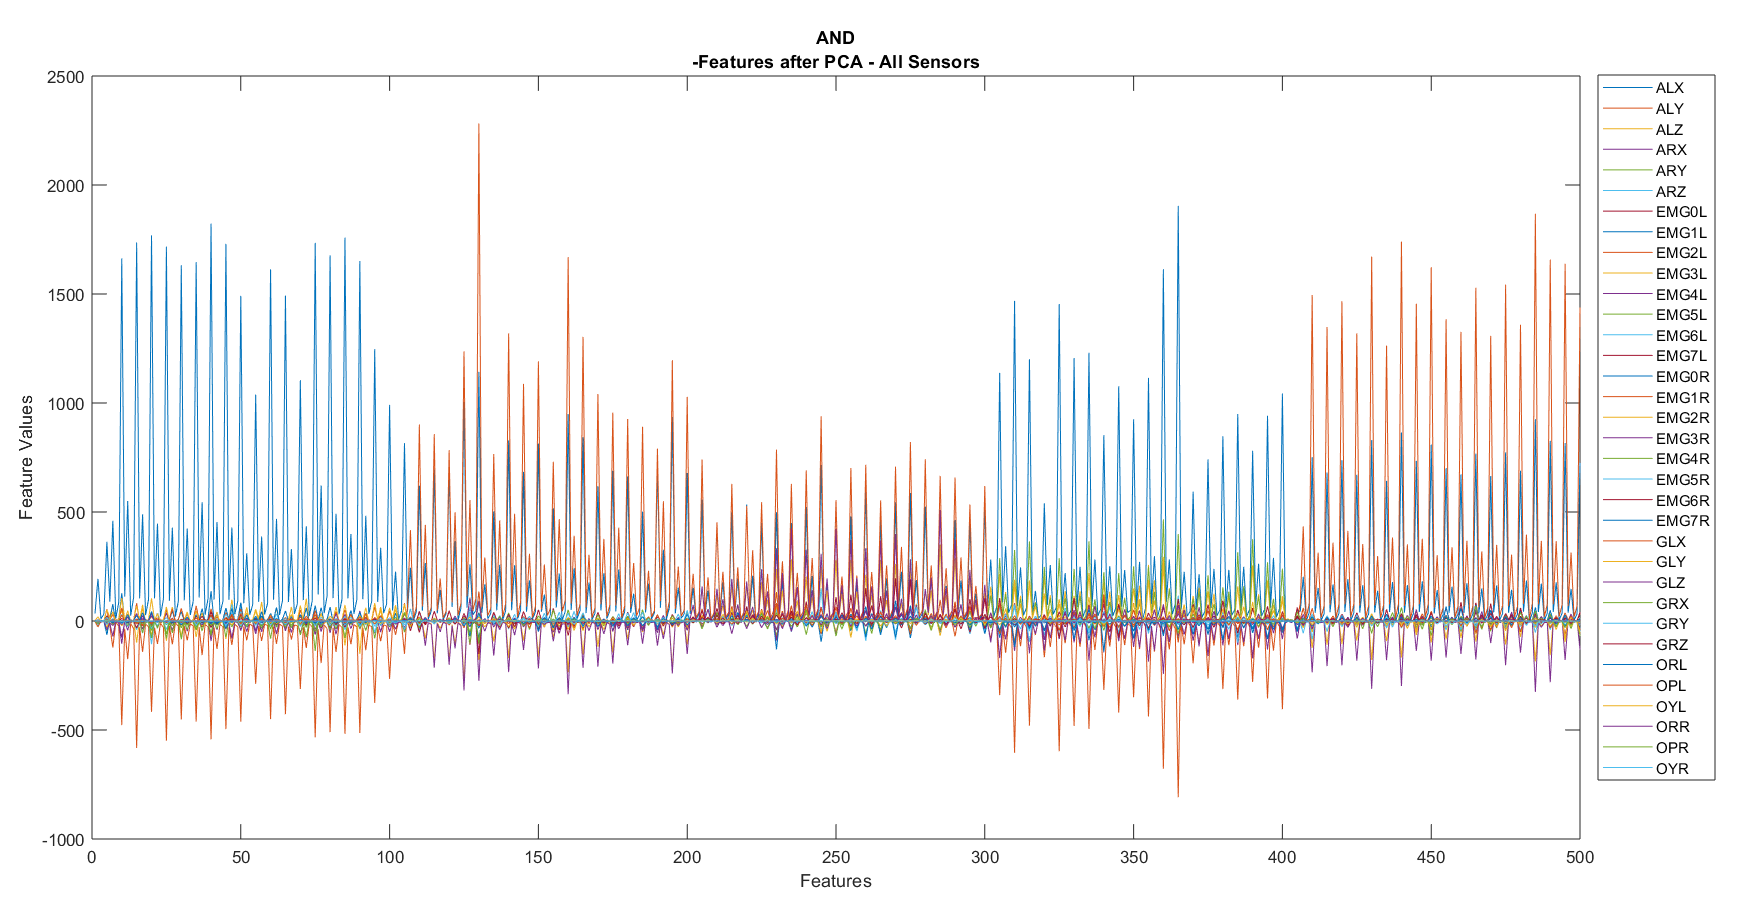 AND
-Features after PCA - All Sensors
2500
2000
1500
1000
500
0
-500
-1000
Feature Values
0 50 100 150 200 250 300 350 400 450 500
Features
ALX
ALY
ALZ
ARX
ARY
ARZ
EMG0L
EMG1L
EMG2L
EMG3L
EMG4L
EMG5L
EMG6L
EMG7L
EMG0R
EMG1R
EMG2R
EMG3R
EMG4R
EMG5R
EMG6R
EMG7R
GLX
GLY
GLZ
GRX
GRY
GRZ
ORL
OPL
OYL
ORR
OPR
OYR